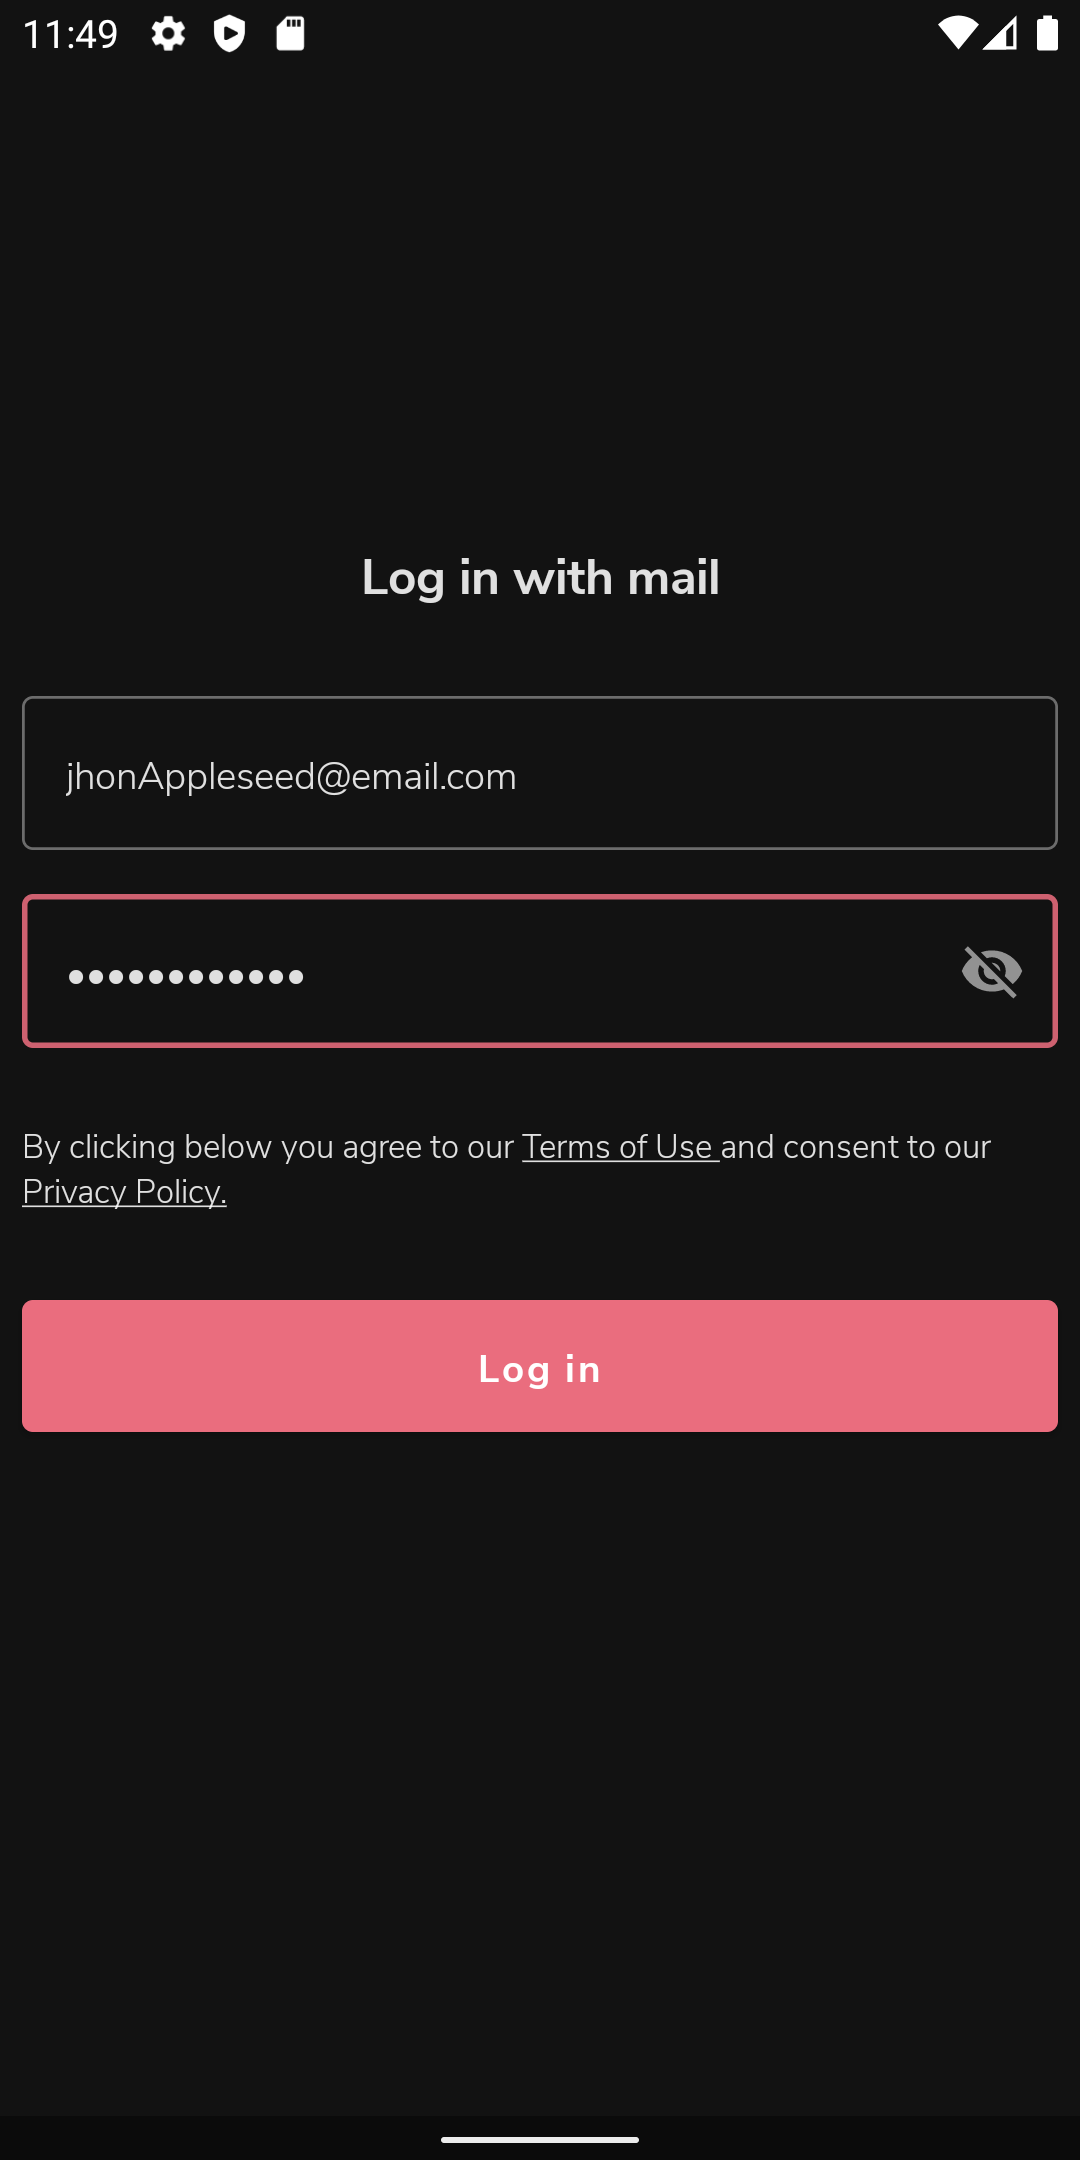 11:49
Log in with mail
jhonAppleseed@email.com
••••••••••••
By clicking below you agree to our Terms of Use and consent to our
Privacy Policy.
Log in